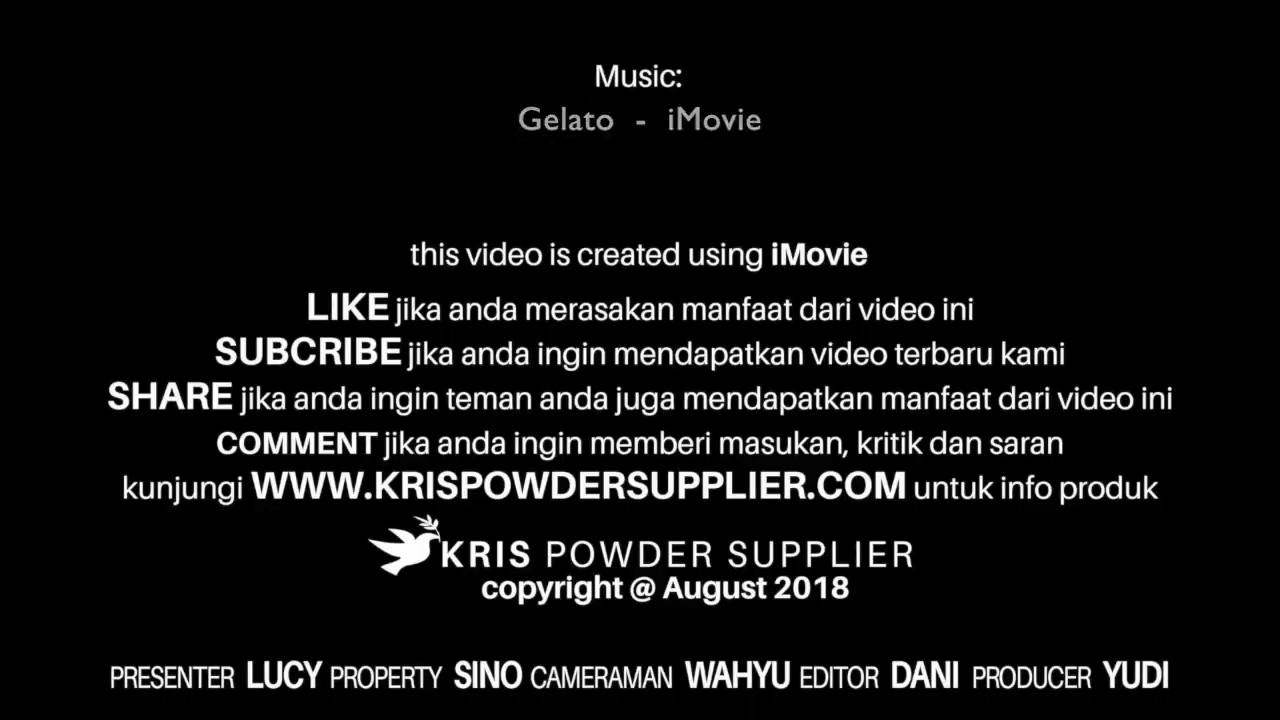 Music:
Gelato - iMovie
this video is created using iMovie
LIKE jika anda merasakan manfaat dari video ini
SUBCRIBE jika anda ingin mendapatkan video terbaru kami
SHARE jika anda ingin teman anda juga mendapatkan manfaat dari video ini
COMMENT jika anda ingin memberi masukan, kritik dan saran
kunjungi WWW.KRISPOWDERSUPPLIER.COM untuk info produk
KRIS POWDER SUPPLIER
copyright @ August 2018
PRESENTER LUCY PROPERTY SINO CAMERAMAN WAHYU EDITOR DANI PRODUCER YUDI